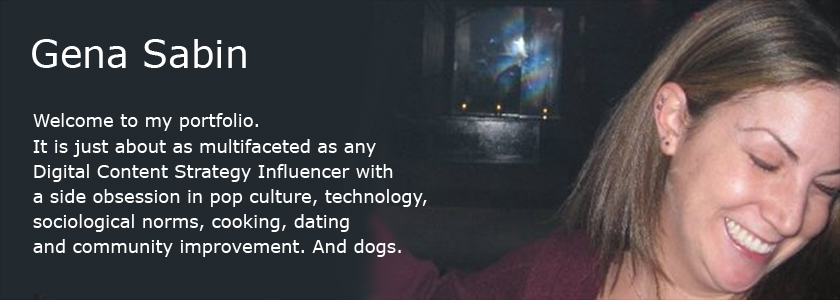 Gena Sabin
Welcome to my portfolio.
It is just about as multifaceted as any
Digital Content Strategy Influencer with
a side obsession in pop culture, technology,
sociological norms, cooking, dating
and community improvement. And dogs.